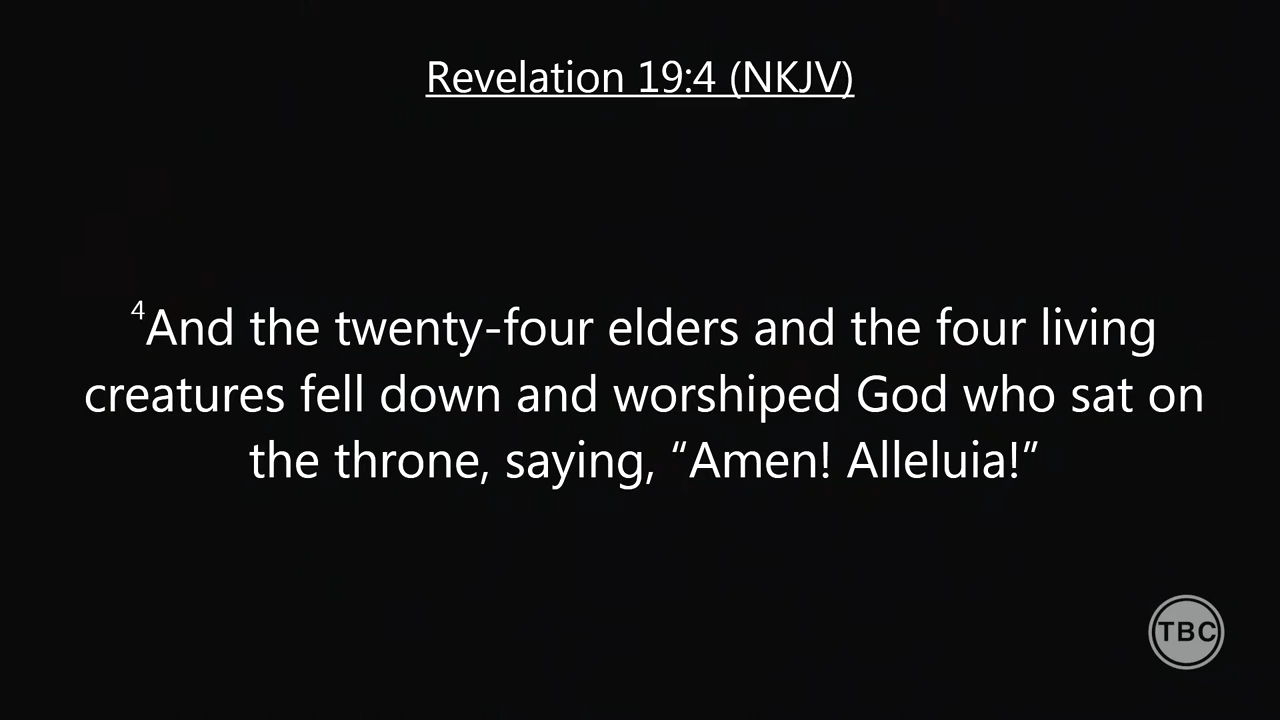 Revelation 19:4 (NKJV)
4And the twenty-four elders and the four living
creatures fell down and worshiped God who sat on
the throne, saying, “Amen! Alleluia!”
TBC